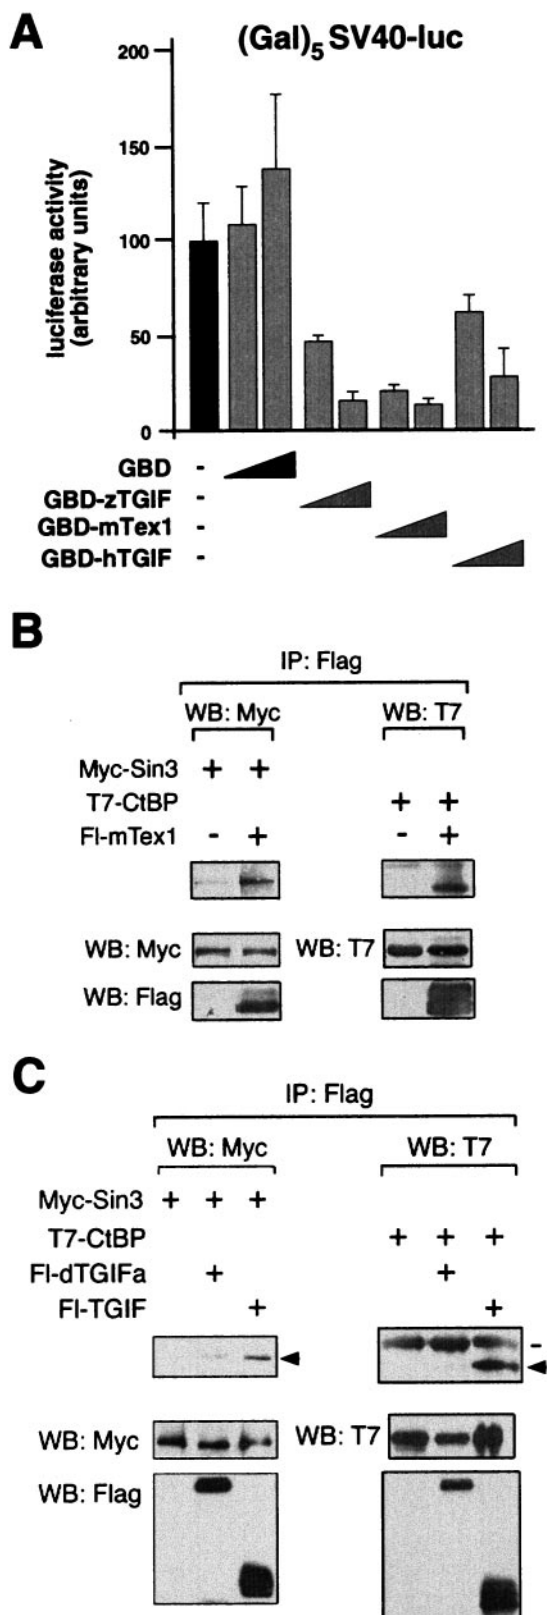 A
(Gal)5 SV40-luc
luciferase activity
(arbitrary units)
200
150
100
50
0
GBD -
GBD-zTGIF -
GBD-mTex1 -
GBD-hTGIF -
B
IP: Flag
WB: Myc WB: T7
Myc-Sin3 + +
T7-CtBP + +
Fl-mTex1 - + - +
WB: Myc WB: T7
WB: Flag
C
IP: Flag
WB: Myc WB: T7
Myc-Sin3 + + +
T7-CtBP + + +
Fl-dTGIFa + +
Fl-TGIF + +
-
WB: Myc WB: T7
WB: Flag